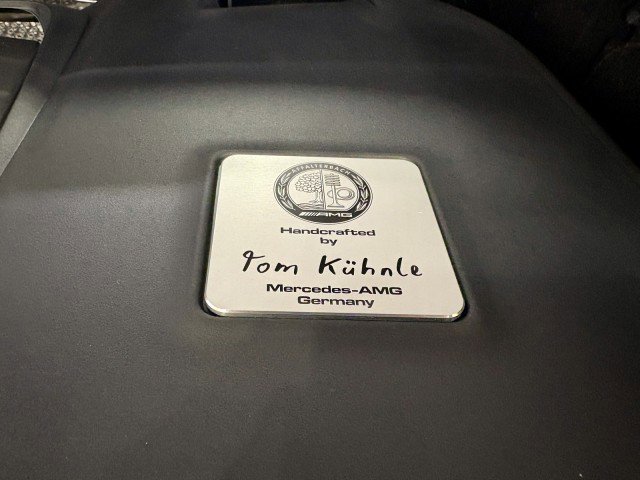 AFFALTERBACH
AMG
Handcrafted
by
Tom Kühnle
Mercedes-AMG
Germany